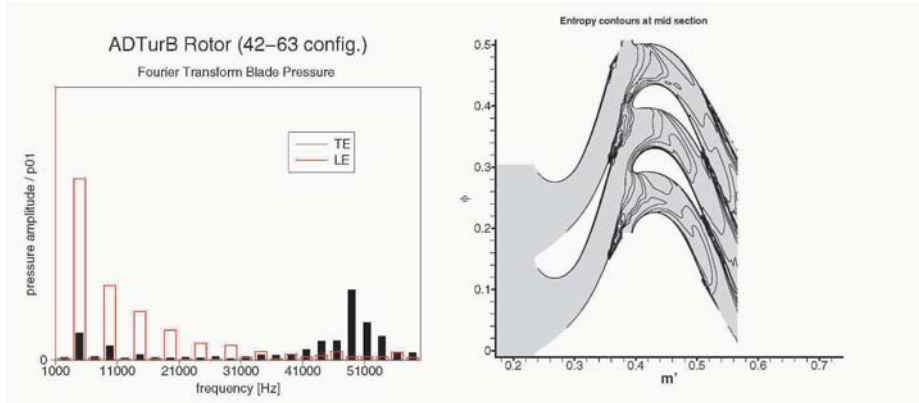 ADTurB Rotor (42–63 config.)
Fourier Transform Blade Pressure
TE
LE
pressure amplitude / p01
0
1000 11000 21000 31000 41000 51000
frequency [Hz]
Entropy contours at mid section
0.5
0.4
0.3
0.2
0.1
0
ϕ
0.2 0.3 0.4 0.5 0.6 0.7
m'